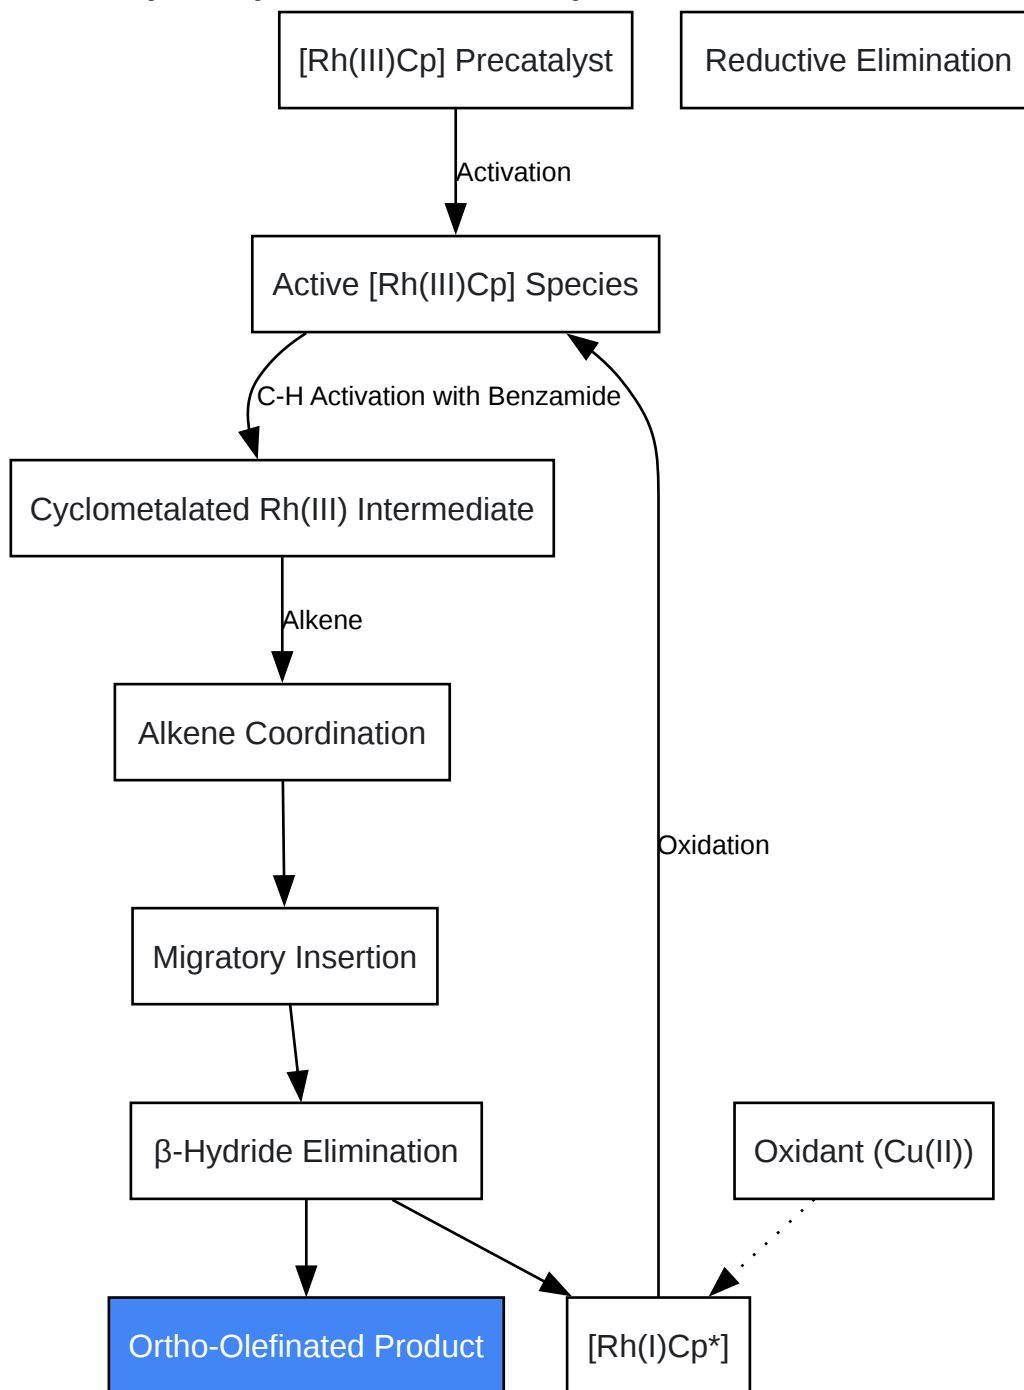 [Rh(III)Cp] Precatalyst
Reductive Elimination
Activation
Active [Rh(III)Cp] Species
C-H Activation with Benzamide
Cyclometalated Rh(III) Intermediate
Alkene
Alkene Coordination
Oxidation
Migratory Insertion
β-Hydride Elimination
Oxidant (Cu(II))
Ortho-Olefinated Product
[Rh(I)Cp*]